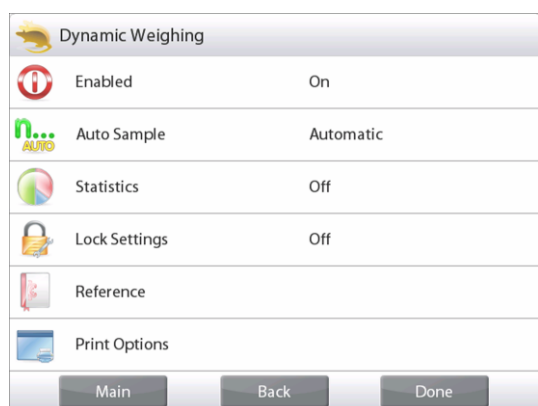 Dynamic Weighing
Enabled On
n... AUTO Auto Sample Automatic
Statistics Off
Lock Settings Off
Reference
Print Options
Main Back Done